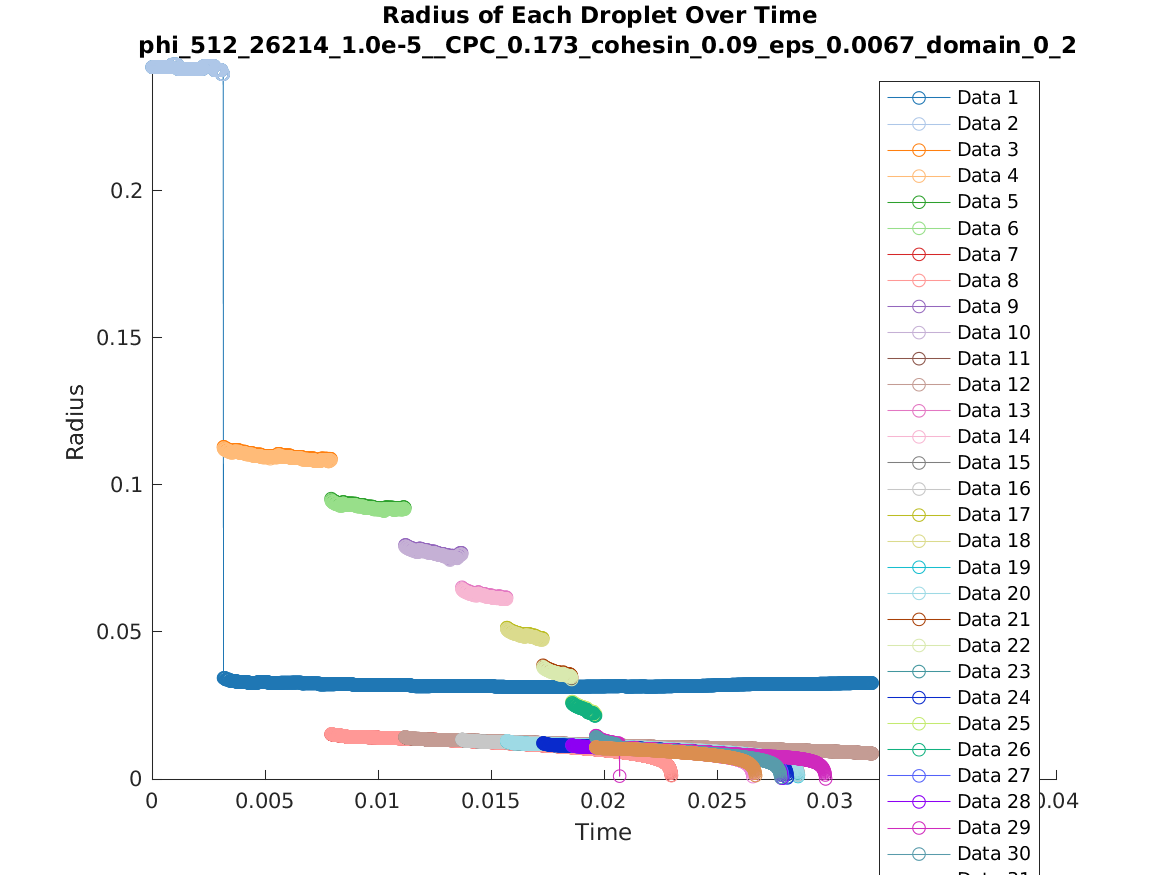 Radius of Each Droplet Over Time
phi_512_26214_1.0e-5__CPC_0.173_cohesin_0.09_eps_0.0067_domain_0_2
Radius
0.2
0.15
0.1
0.05
0
0
0.005
0.01
0.015
0.02
0.025
0.03
0.04
Time
Data 1
Data 2
Data 3
Data 4
Data 5
Data 6
Data 7
Data 8
Data 9
Data 10
Data 11
Data 12
Data 13
Data 14
Data 15
Data 16
Data 17
Data 18
Data 19
Data 20
Data 21
Data 22
Data 23
Data 24
Data 25
Data 26
Data 27
Data 28
Data 29
Data 30